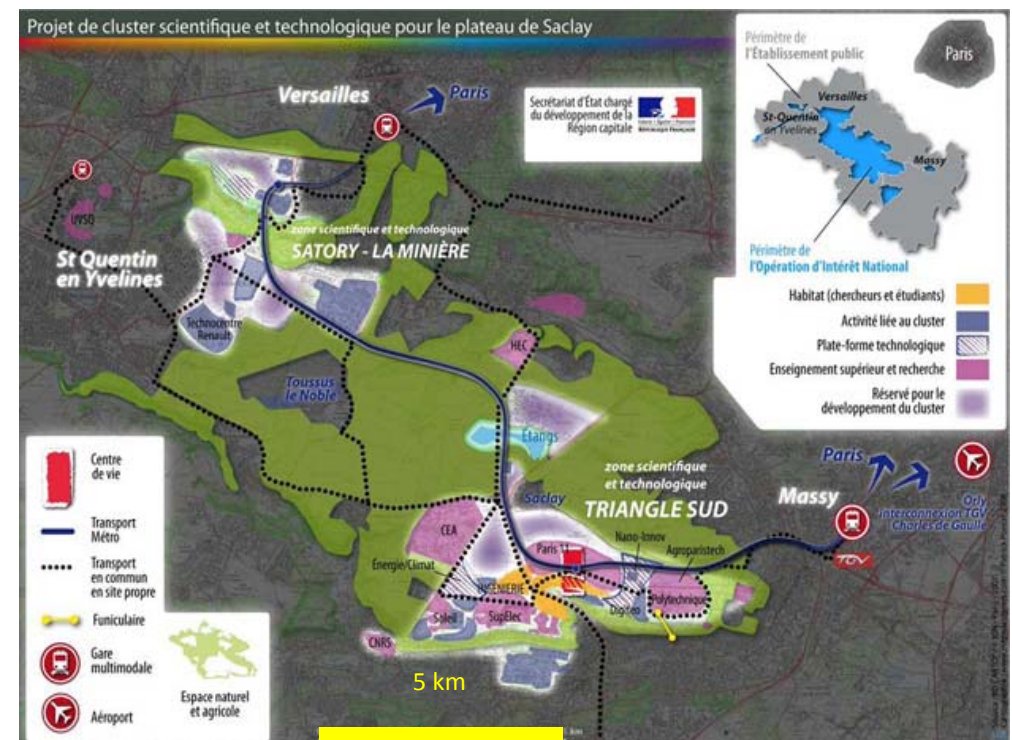 Projet de cluster scientifique et technologique pour le plateau de Saclay
Versailles
Paris
Secrétariat d'État chargé
du développement de la
Région capitale
RÉPUBLIQUE FRANÇAISE
Périmètre de
l'Établissement public
Paris
Versailles
St-Quentin
en Yvelines
Massy
Périmètre de
l'Opération d'Intérêt National
Habitat (chercheurs et étudiants)
Activité liée au cluster
Plate-forme technologique
Enseignement supérieur et recherche
Réservé pour le
développement du cluster
UVSQ
St Quentin
en Yvelines
zone scientifique et technologique
SATORY - LA MINIÈRE
Technocentre
Renault
HEC
Toussus
le Noble
Etangs
Saclay
zone scientifique
et technologique
TRIANGLE SUD
Massy
Paris
Orly
interconnexion TGV
Charles de Gaulle
TGV
CEA
Paris 11
Nano-Innov
Agroparistech
Energie/Climat
Digiteo
Polytechnique
Soleil
SupElec
CNRS
Centre
de vie
Transport
Métro
Transport
en commun
en site propre
Funiculaire
Gare
multimodale
Aéroport
Espace naturel
et agricole
5 km